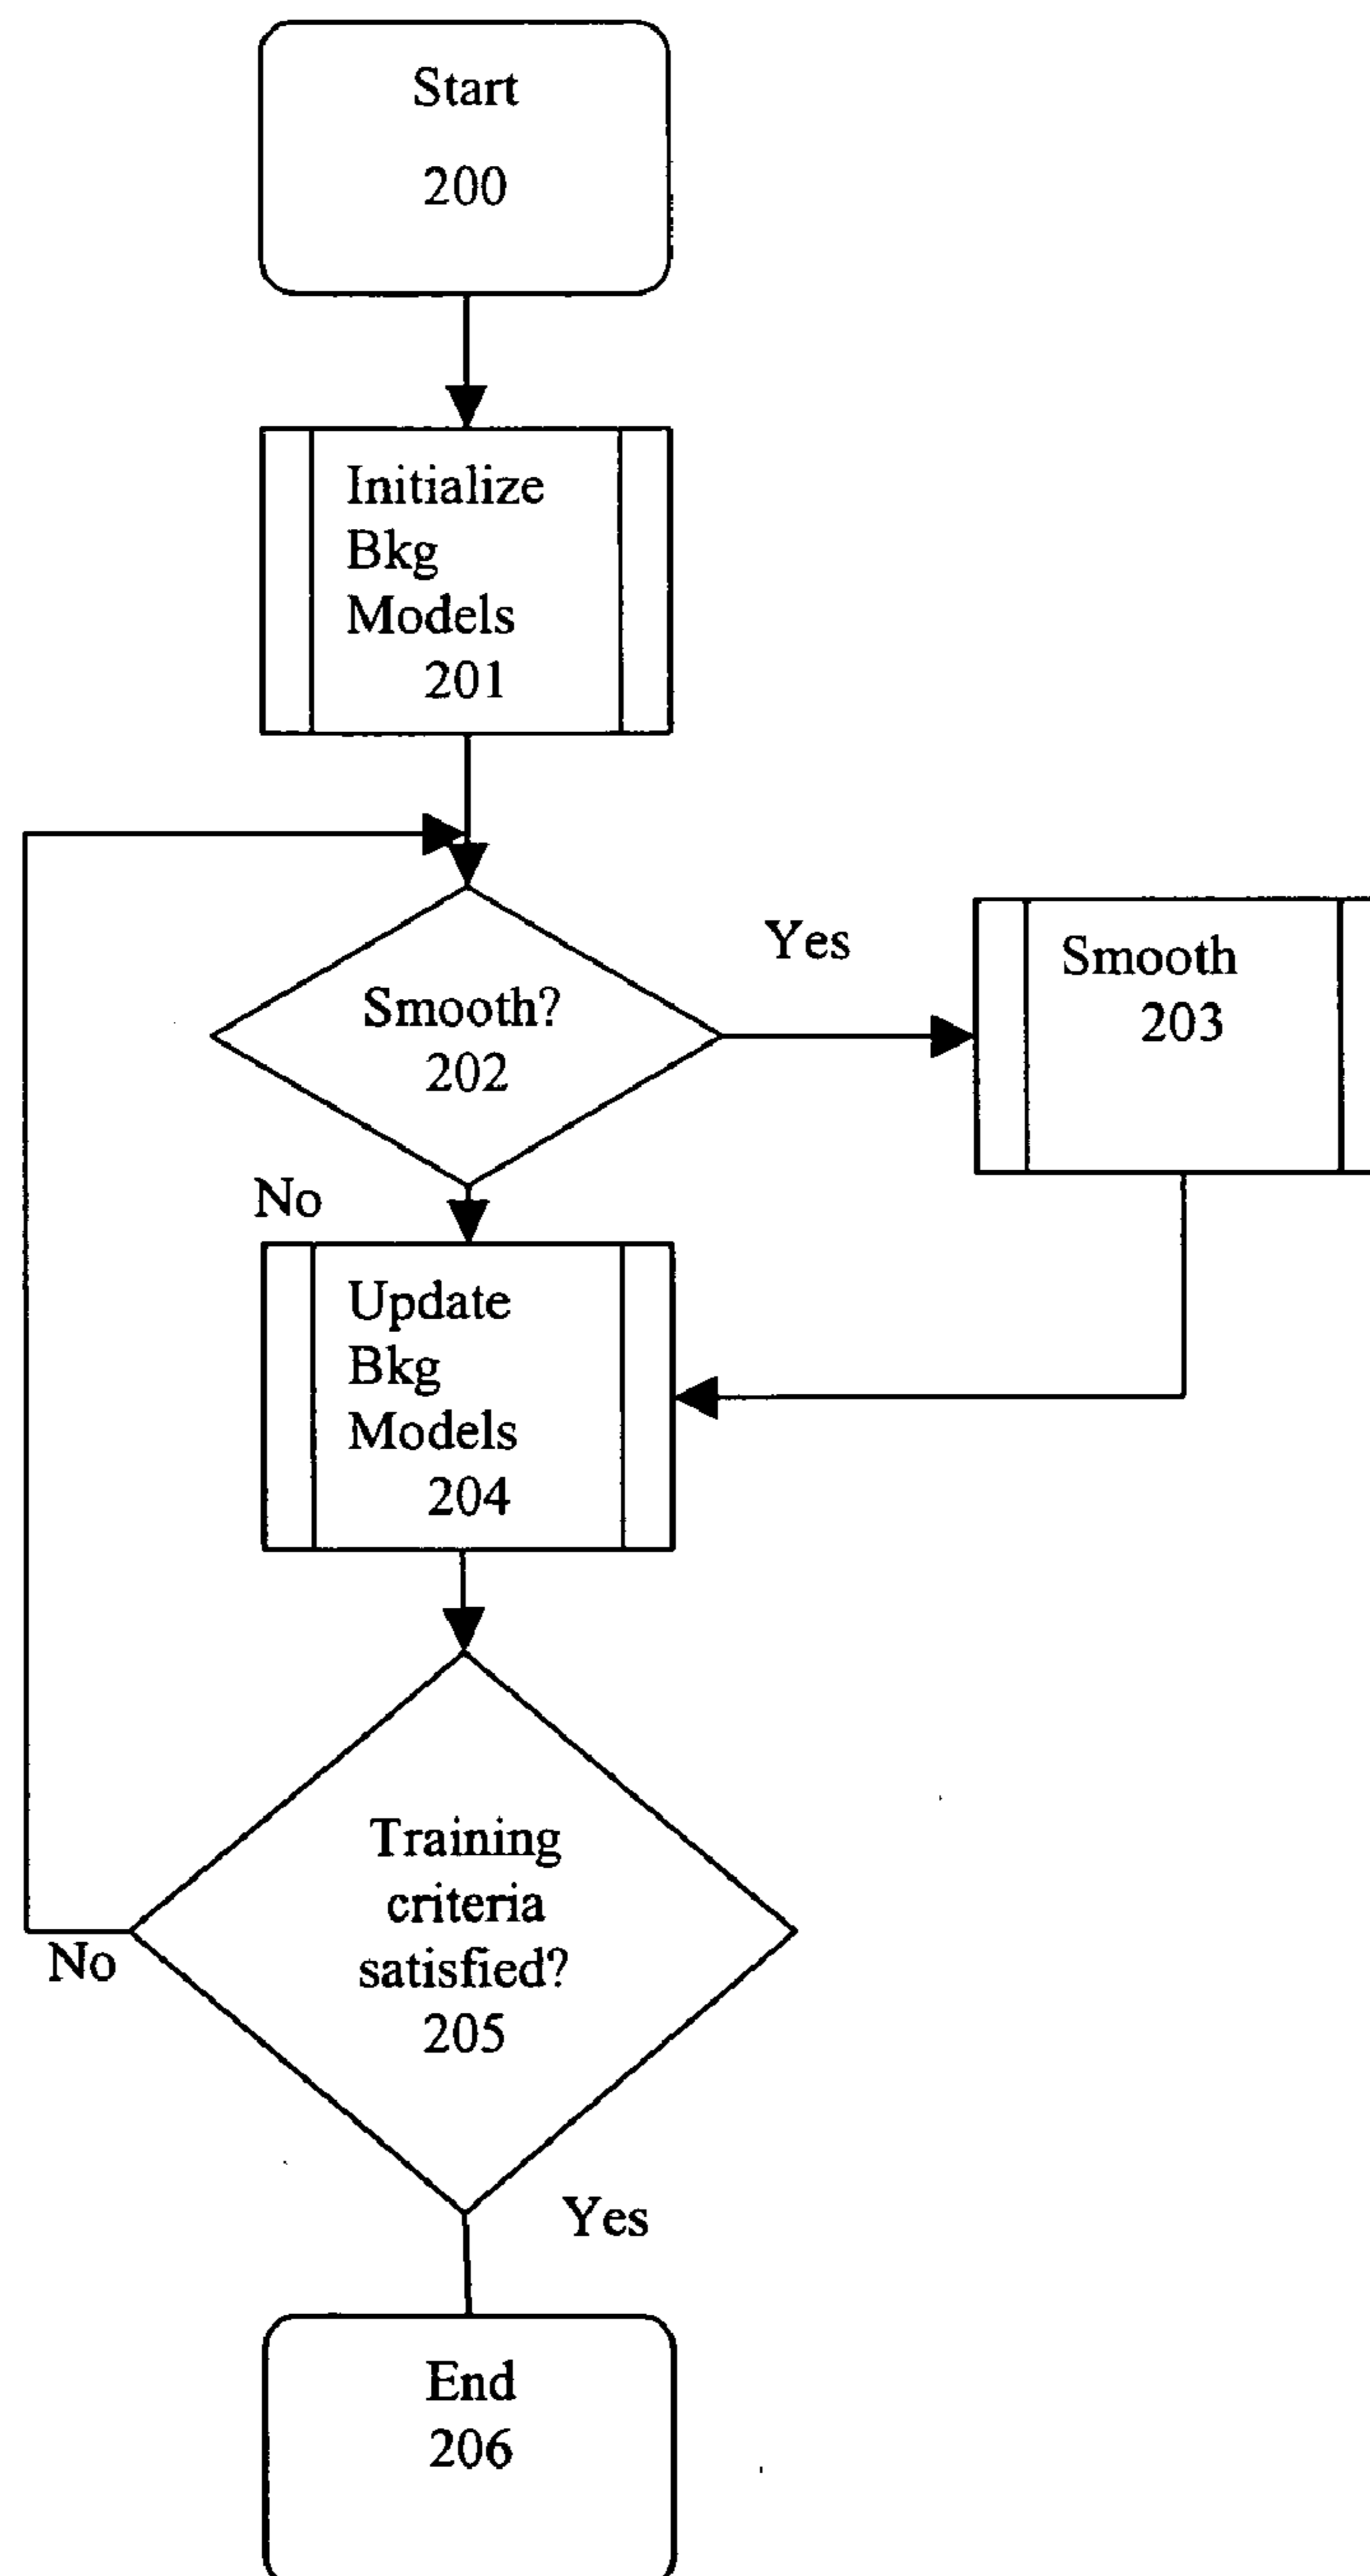 Start
200
Initialize
Bkg
Models
201
Smooth?
202
Yes
Smooth
203
No
Update
Bkg
Models
204
Training
criteria
satisfied?
205
No
Yes
End
206